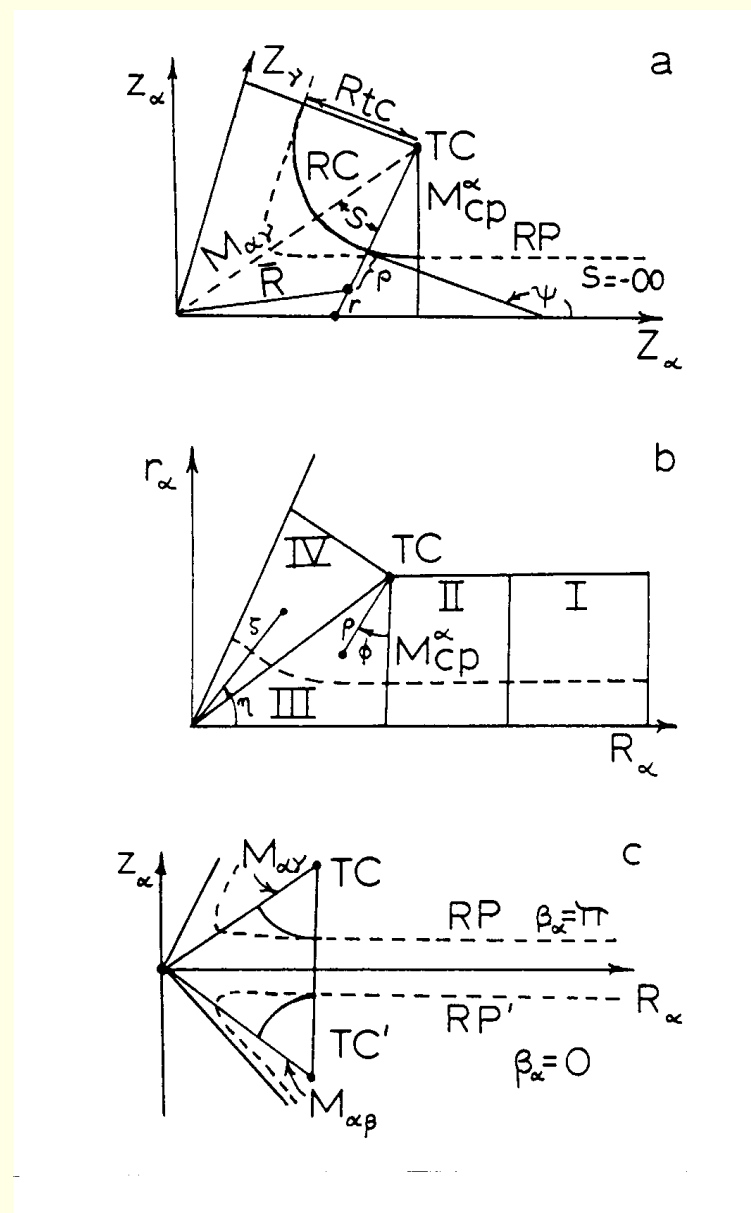 a
Z_α
Z_γ
Rtc
TC
RC
S
M_αγ
M^α_cp
RP
R̄
ρ
r
S=-∞
ψ
Z_α
b
r_α
IV
TC
II
I
ζ
ρ
ϕ
M^α_cp
η
III
R_α
c
Z_α
M_αγ
TC
RP
β_α=π
R_α
RP'
TC'
β_α=0
M_αβ